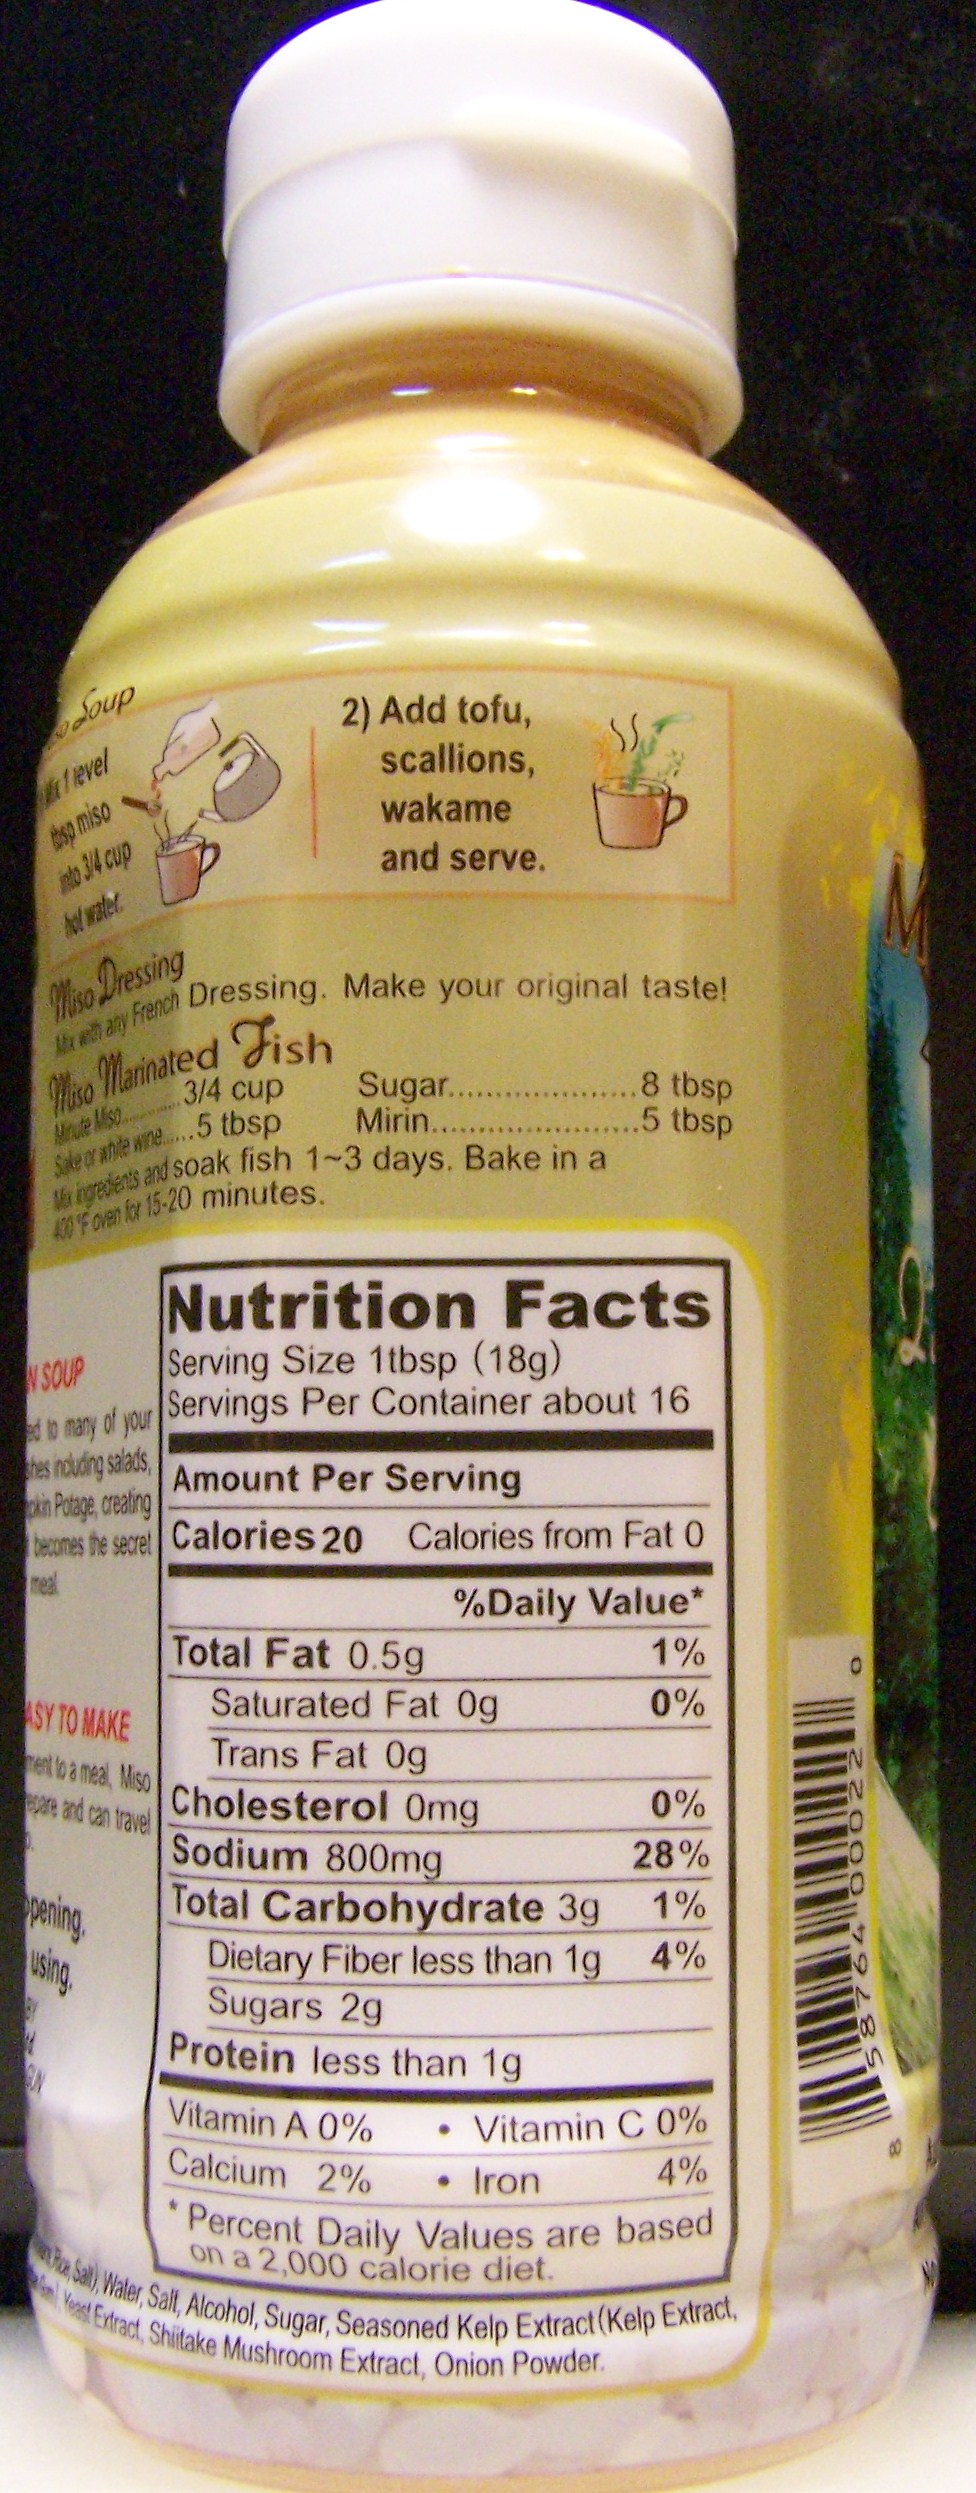 so Soup
Mix 1 level
tbsp miso
into 3/4 cup
hot water.
2) Add tofu,
scallions,
wakame
and serve.
Miso Dressing
Mix with any French Dressing. Make your original taste!
Miso Marinated Fish
Minute Miso............3/4 cup Sugar....................8 tbsp
Sake or white wine......5 tbsp Mirin......................5 tbsp
Mix ingredients and soak fish 1~3 days. Bake in a
400°F oven for 15-20 minutes.
N SOUP
ed to many of your
hes including salads,
pkin Potage, creating
becomes the secret
meal
ASY TO MAKE
ment to a meal, Miso
epare and can travel
pening.
using.
Nutrition Facts
Serving Size 1tbsp (18g)
Servings Per Container about 16
Amount Per Serving
Calories 20 Calories from Fat 0
%Daily Value*
Total Fat 0.5g 1%
Saturated Fat 0g 0%
Trans Fat 0g
Cholesterol 0mg 0%
Sodium 800mg 28%
Total Carbohydrate 3g 1%
Dietary Fiber less than 1g 4%
Sugars 2g
Protein less than 1g
Vitamin A 0% • Vitamin C 0%
Calcium 2% • Iron 4%
* Percent Daily Values are based
on a 2,000 calorie diet.
Rice, Salt), Water, Salt, Alcohol, Sugar, Seasoned Kelp Extract(Kelp Extract,
Yeast Extract, Shiitake Mushroom Extract, Onion Powder.
8 58764 00022 0
M